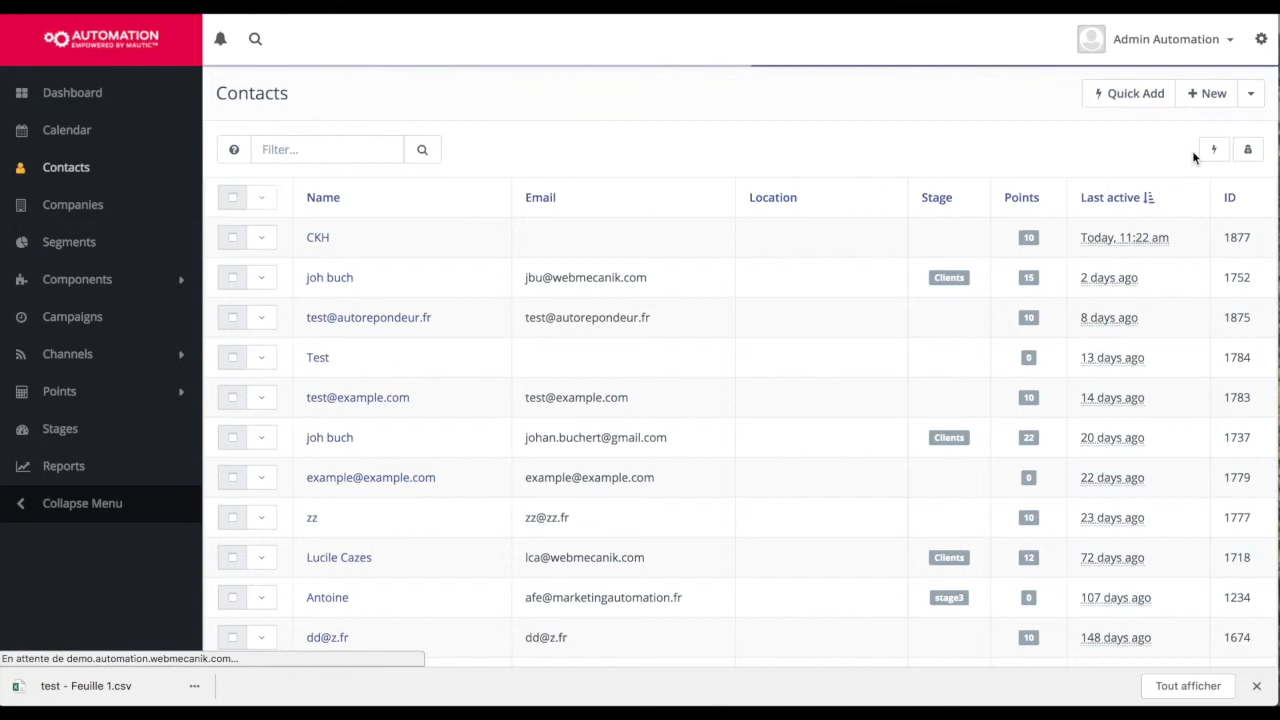 AUTOMATION
EMPOWERED BY MAUTIC™
Admin Automation
Dashboard
Calendar
Contacts
Companies
Segments
Components
Campaigns
Channels
Points
Stages
Reports
Collapse Menu
Contacts
Quick Add
+ New
Filter...
Name Email Location Stage Points Last active ID
CKH 10 Today, 11:22 am 1877
joh buch jbu@webmecanik.com Clients 15 2 days ago 1752
test@autorepondeur.fr test@autorepondeur.fr 10 8 days ago 1875
Test 0 13 days ago 1784
test@example.com test@example.com 10 14 days ago 1783
joh buch johan.buchert@gmail.com Clients 22 20 days ago 1737
example@example.com example@example.com 0 22 days ago 1779
zz zz@zz.fr 10 23 days ago 1777
Lucile Cazes lca@webmecanik.com Clients 12 72 days ago 1718
Antoine afe@marketingautomation.fr stage3 0 107 days ago 1234
dd@z.fr dd@z.fr 10 148 days ago 1674
En attente de demo.automation.webmecanik.com...
test - Feuille 1.csv
Tout afficher